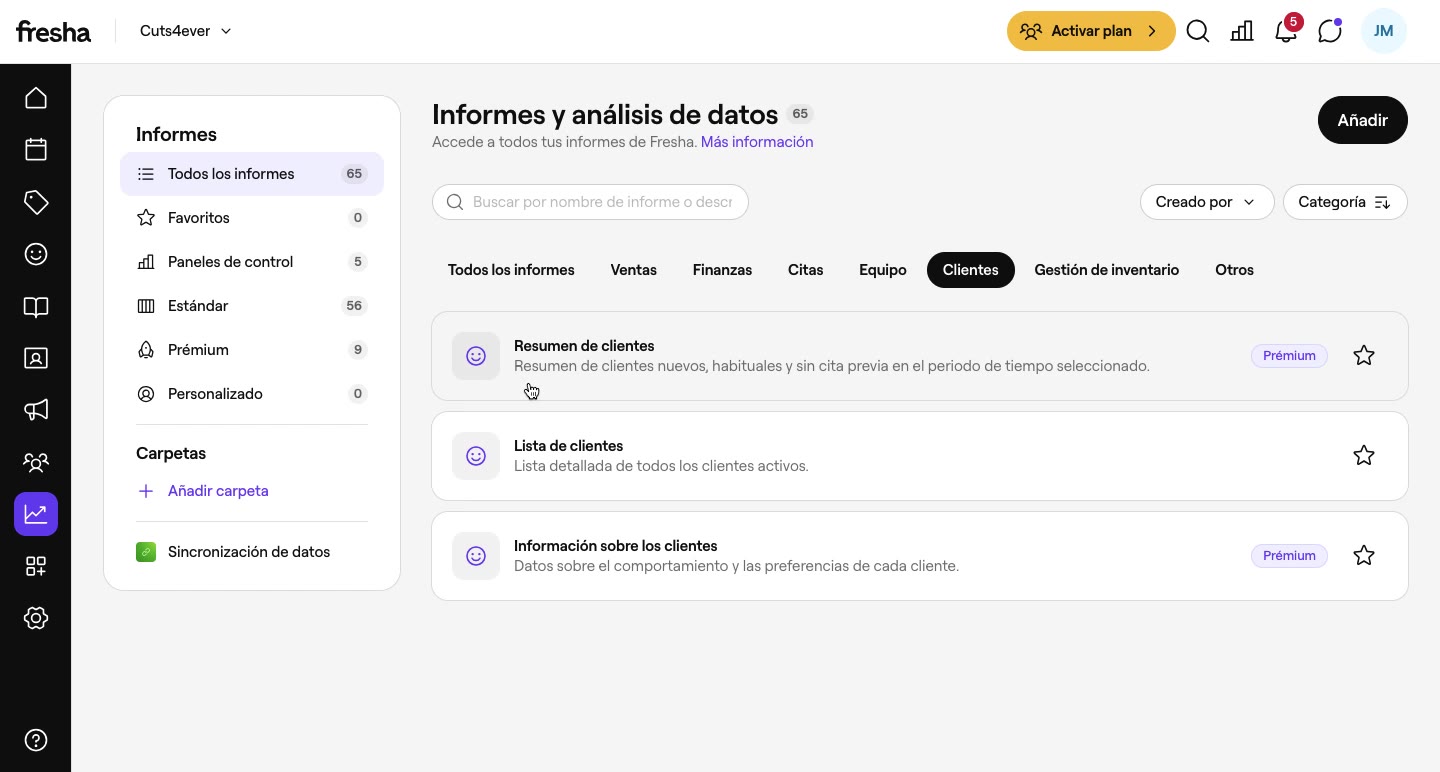 fresha
Cuts4ever
Activar plan
5
JM
Informes
Todos los informes 65
Favoritos 0
Paneles de control 5
Estándar 56
Prémium 9
Personalizado 0
Carpetas
Añadir carpeta
Sincronización de datos
Informes y análisis de datos 65
Accede a todos tus informes de Fresha. Más información
Añadir
Buscar por nombre de informe o descr
Creado por
Categoría
Todos los informes Ventas Finanzas Citas Equipo Clientes Gestión de inventario Otros
Resumen de clientes
Resumen de clientes nuevos, habituales y sin cita previa en el periodo de tiempo seleccionado.
Prémium
Lista de clientes
Lista detallada de todos los clientes activos.
Información sobre los clientes
Datos sobre el comportamiento y las preferencias de cada cliente.
Prémium